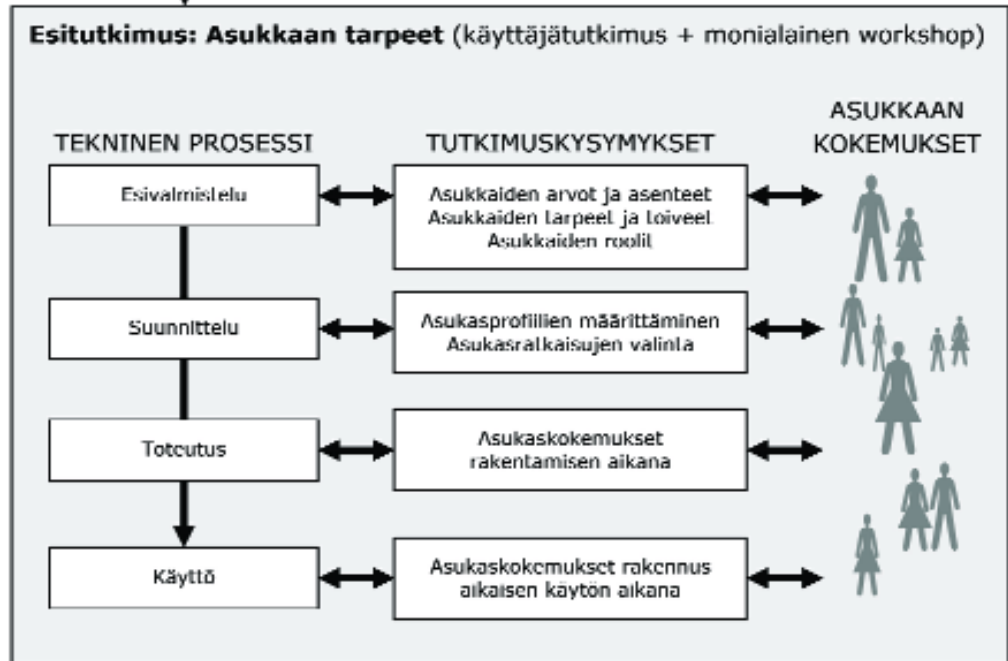 Esitutkimus: Asukkaan tarpeet (käyttäjätutkimus + monialainen workshop)
TEKNINEN PROSESSI
TUTKIMUSKYSYMYKSET
ASUKKAAN
KOKEMUKSET
Esivalmistelu
Asukkaiden arvot ja asenteet
Asukkaiden tarpeet ja toiveet
Asukkaiden roolit
Suunnittelu
Asukasprofiilien määrittäminen
Asukasratkaisujen valinta
Toteutus
Asukaskokemukset
rakentamisen aikana
Käyttö
Asukaskokemukset rakennus
aikaisen käytön aikana